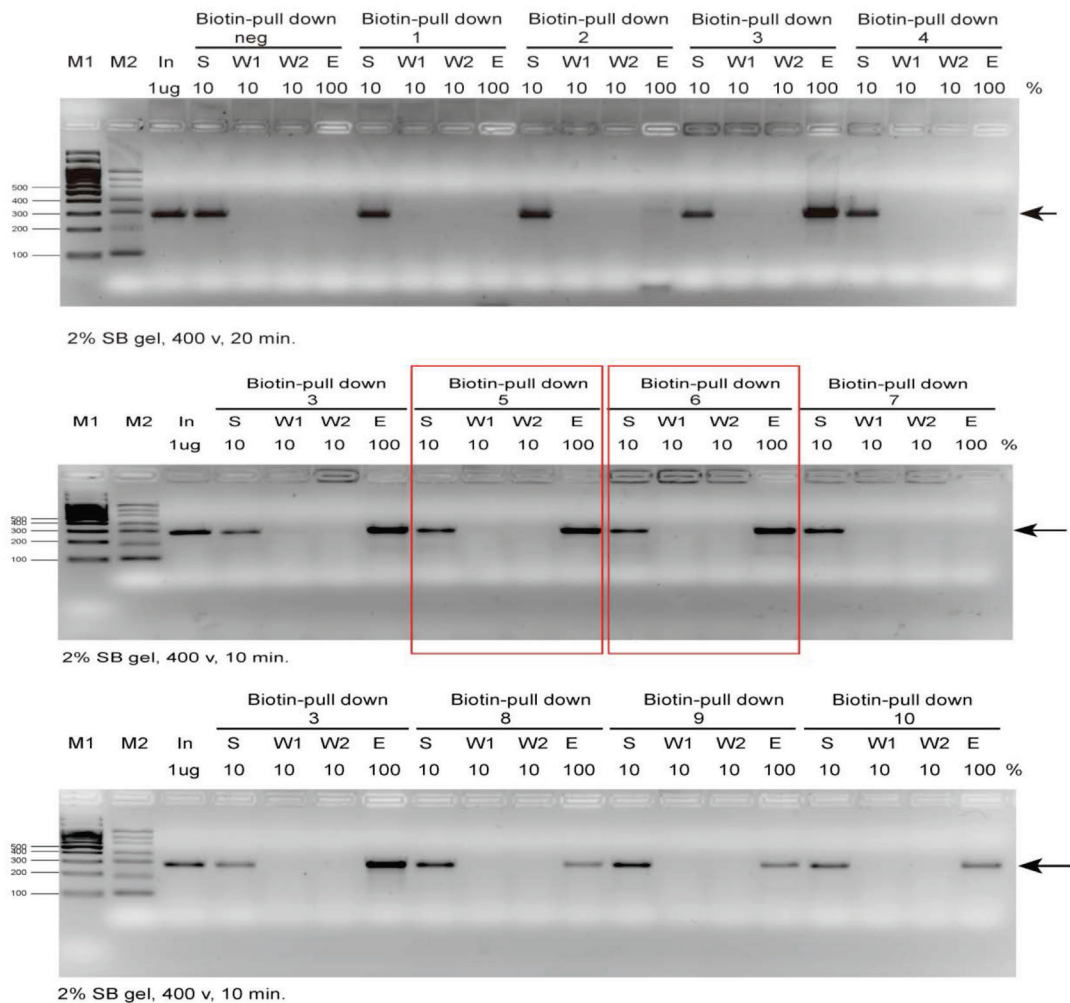 Biotin-pull down Biotin-pull down Biotin-pull down Biotin-pull down Biotin-pull down
neg 1 2 3 4
M1 M2 In S W1 W2 E S W1 W2 E S W1 W2 E S W1 W2 E S W1 W2 E
1ug 10 10 10 100 10 10 10 100 10 10 10 100 10 10 10 100 10 10 10 100 %
500
400
300
200
100
2% SB gel, 400 v, 20 min.
Biotin-pull down Biotin-pull down Biotin-pull down Biotin-pull down
3 5 6 7
M1 M2 In S W1 W2 E S W1 W2 E S W1 W2 E S W1 W2 E
1ug 10 10 10 100 10 10 10 100 10 10 10 100 10 10 10 100 %
500
400
300
200
100
2% SB gel, 400 v, 10 min.
Biotin-pull down Biotin-pull down Biotin-pull down Biotin-pull down
3 8 9 10
M1 M2 In S W1 W2 E S W1 W2 E S W1 W2 E S W1 W2 E
1ug 10 10 10 100 10 10 10 100 10 10 10 100 10 10 10 100 %
500
400
300
200
100
2% SB gel, 400 v, 10 min.